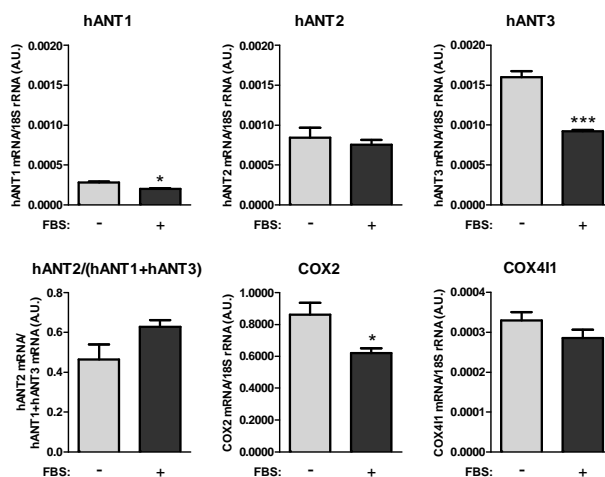 hANT1
hANT1 mRNA/18S rRNA (A.U.)
0.0020
0.0015
0.0010
0.0005
0.0000
*
FBS: - +
hANT2
hANT2 mRNA/18S rRNA (A.U.)
0.0020
0.0015
0.0010
0.0005
0.0000
FBS: - +
hANT3
hANT3 mRNA/18S rRNA (A.U.)
0.0020
0.0015
0.0010
0.0005
0.0000
***
FBS: - +
hANT2/(hANT1+hANT3)
hANT2 mRNA/
hANT1+hANT3 mRNA (A.U.)
0.8
0.6
0.4
0.2
0.0
FBS: - +
COX2
COX2 mRNA/18S rRNA (A.U.)
1.0000
0.8000
0.6000
0.4000
0.2000
0.0000
*
FBS: - +
COX4I1
COX4I1 mRNA/18S rRNA (A.U.)
0.0004
0.0003
0.0002
0.0001
0.0000
FBS: - +